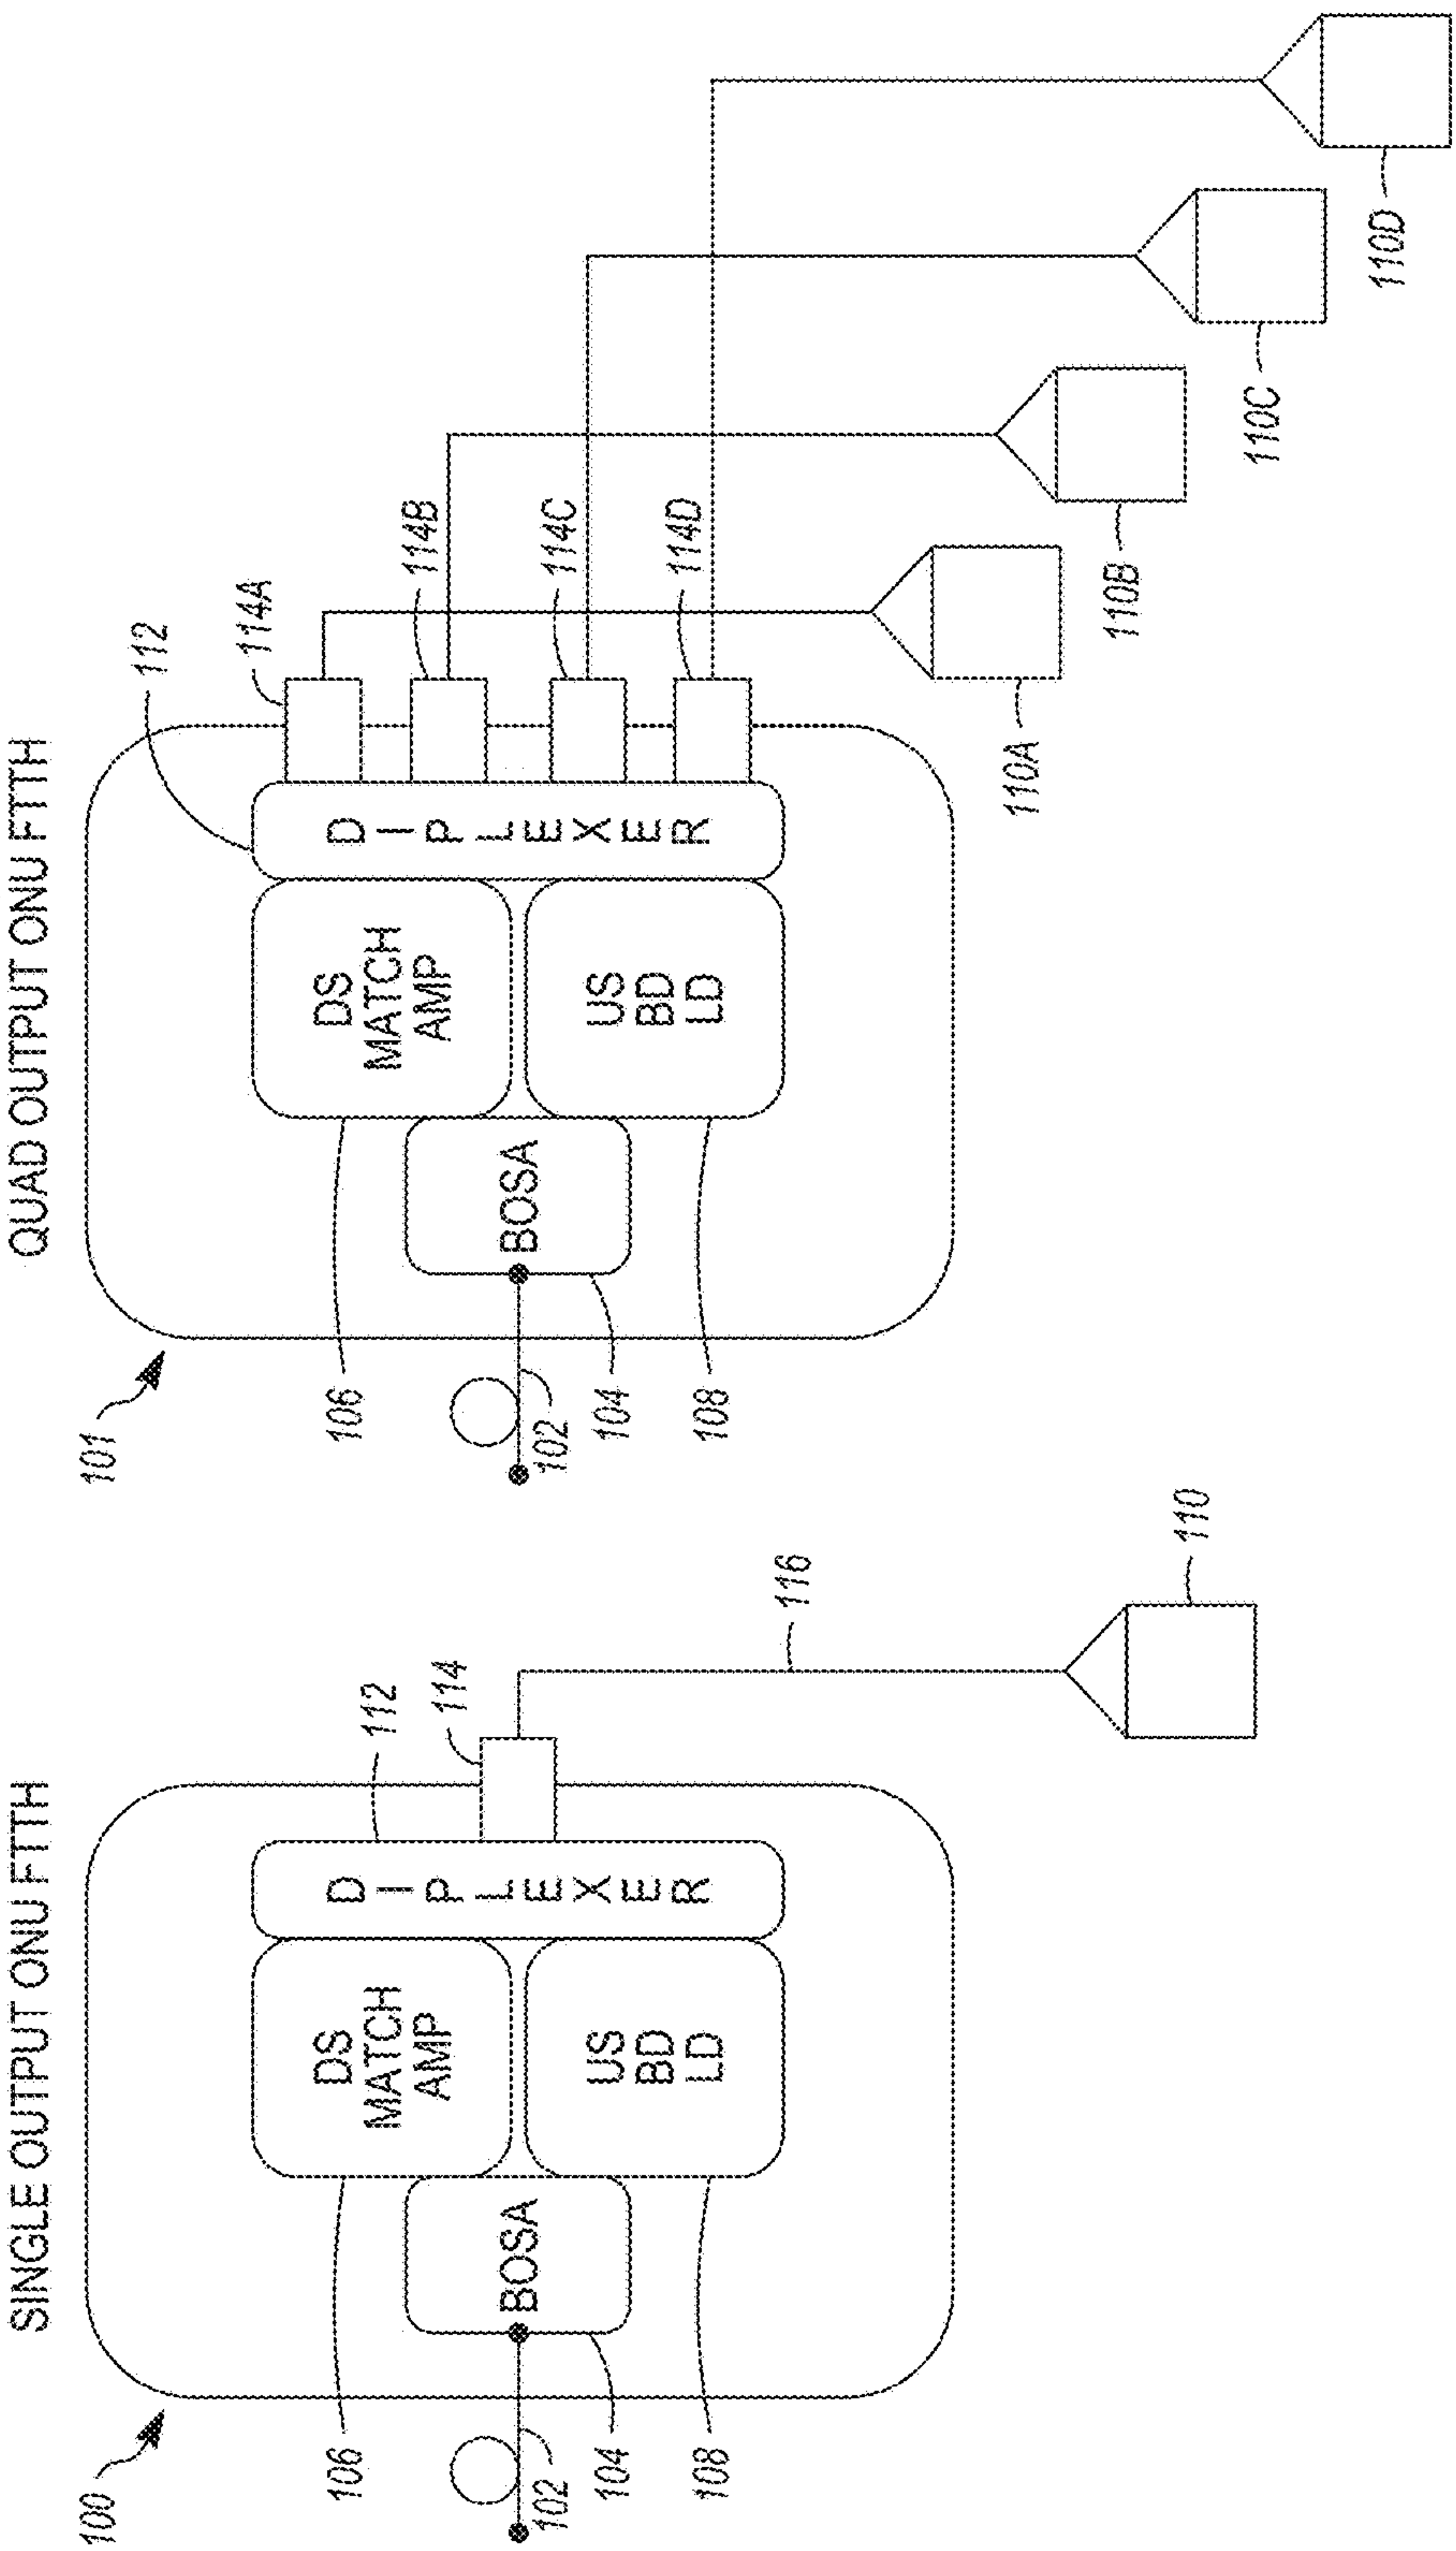 SINGLE OUTPUT ONU FTTH
100
106
102
104
108
BOSA
DS
MATCH
AMP
US
BD
LD
DIPLEXER
112
114
116
110
QUAD OUTPUT ONU FTTH
101
106
102
104
108
BOSA
DS
MATCH
AMP
US
BD
LD
DIPLEXER
112
114A
114B
114C
114D
110A
110B
110C
110D